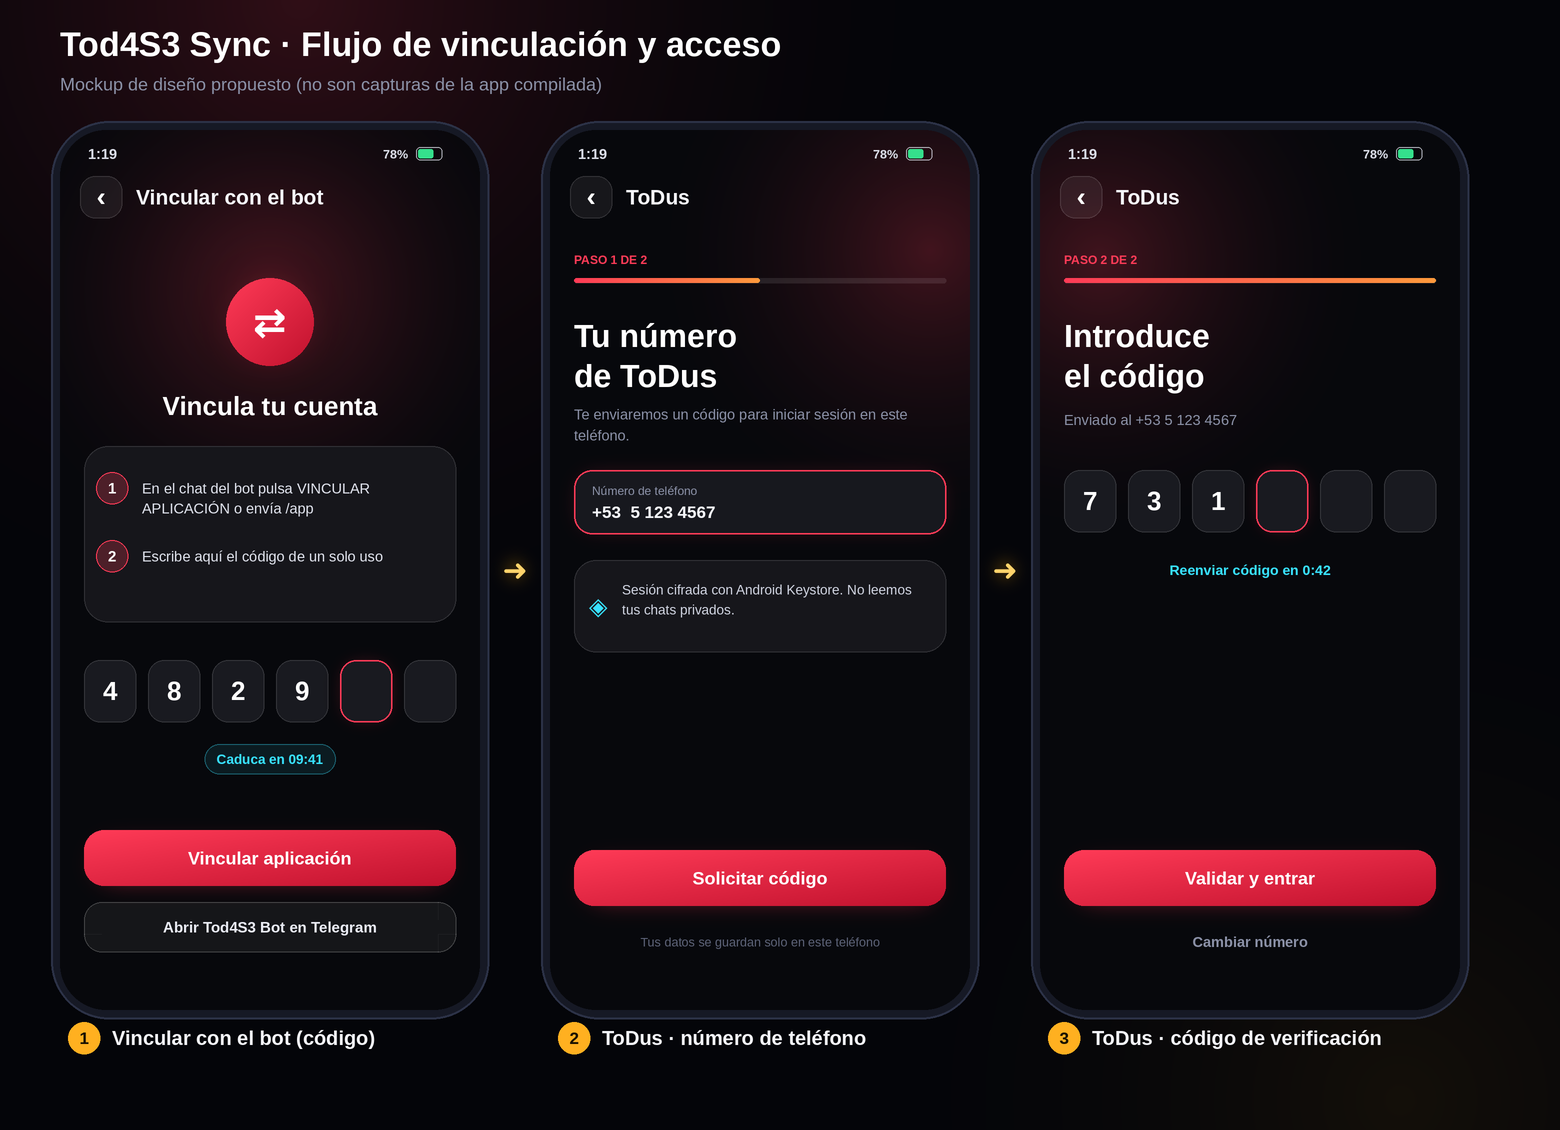 Tod4S3 Sync · Flujo de vinculación y acceso
Mockup de diseño propuesto (no son capturas de la app compilada)
1:19
78%
‹
Vincular con el bot
⇄
Vincula tu cuenta
1
En el chat del bot pulsa VINCULAR
APLICACIÓN o envía /app
2
Escribe aquí el código de un solo uso
4 8 2 9
Caduca en 09:41
Vincular aplicación
Abrir Tod4S3 Bot en Telegram
1 Vincular con el bot (código)
➜
1:19
78%
‹
ToDus
PASO 1 DE 2
Tu número
de ToDus
Te enviaremos un código para iniciar sesión en este
teléfono.
Número de teléfono
+53 5 123 4567
◈
Sesión cifrada con Android Keystore. No leemos
tus chats privados.
Solicitar código
Tus datos se guardan solo en este teléfono
2 ToDus · número de teléfono
➜
1:19
78%
‹
ToDus
PASO 2 DE 2
Introduce
el código
Enviado al +53 5 123 4567
7 3 1
Reenviar código en 0:42
Validar y entrar
Cambiar número
3 ToDus · código de verificación